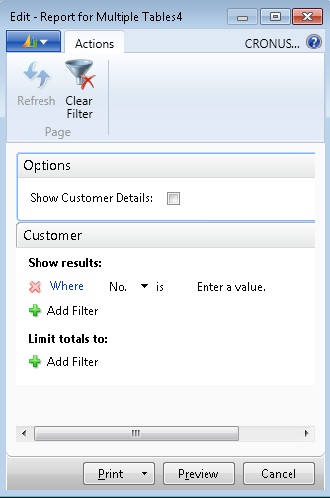 Edit - Report for Multiple Tables4
Actions
CRONUS...
Refresh
Clear
Filter
Page
Options
Show Customer Details:
Customer
Show results:
Where No. is Enter a value.
Add Filter
Limit totals to:
Add Filter
Print Preview Cancel